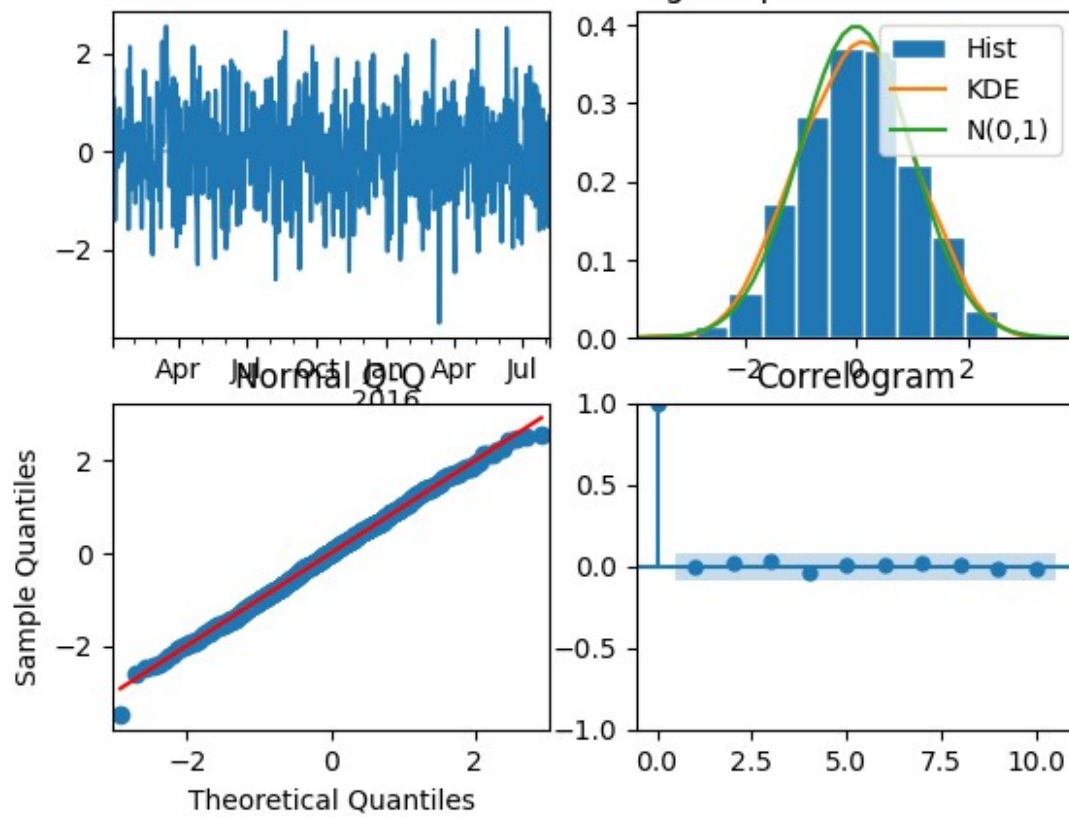 2
0
−2
Apr Jul Oct Jan Apr Jul
2016
0.4
0.3
0.2
0.1
0.0
−2 0 2
Hist
KDE
N(0,1)
Normal Q-Q
2
0
−2
Sample Quantiles
−2 0 2
Theoretical Quantiles
Correlogram
1.0
0.5
0.0
−0.5
−1.0
0.0 2.5 5.0 7.5 10.0